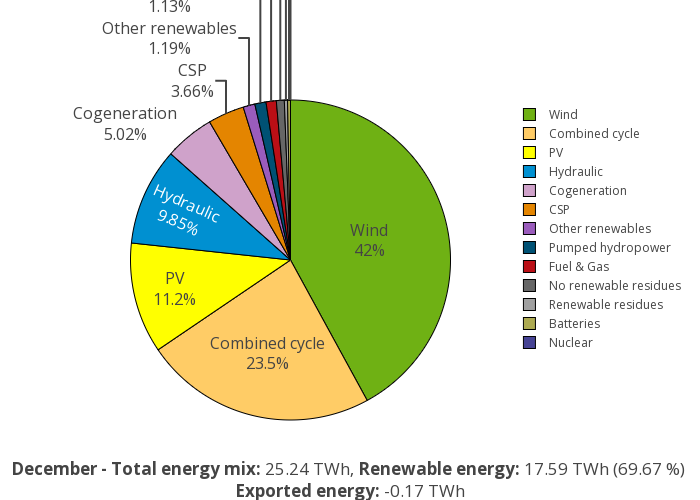 1.13%
Other renewables
1.19%
CSP
3.66%
Cogeneration
5.02%
Hydraulic
9.85%
PV
11.2%
Combined cycle
23.5%
Wind
42%
Wind
Combined cycle
PV
Hydraulic
Cogeneration
CSP
Other renewables
Pumped hydropower
Fuel & Gas
No renewable residues
Renewable residues
Batteries
Nuclear
December - Total energy mix: 25.24 TWh, Renewable energy: 17.59 TWh (69.67 %)
Exported energy: -0.17 TWh